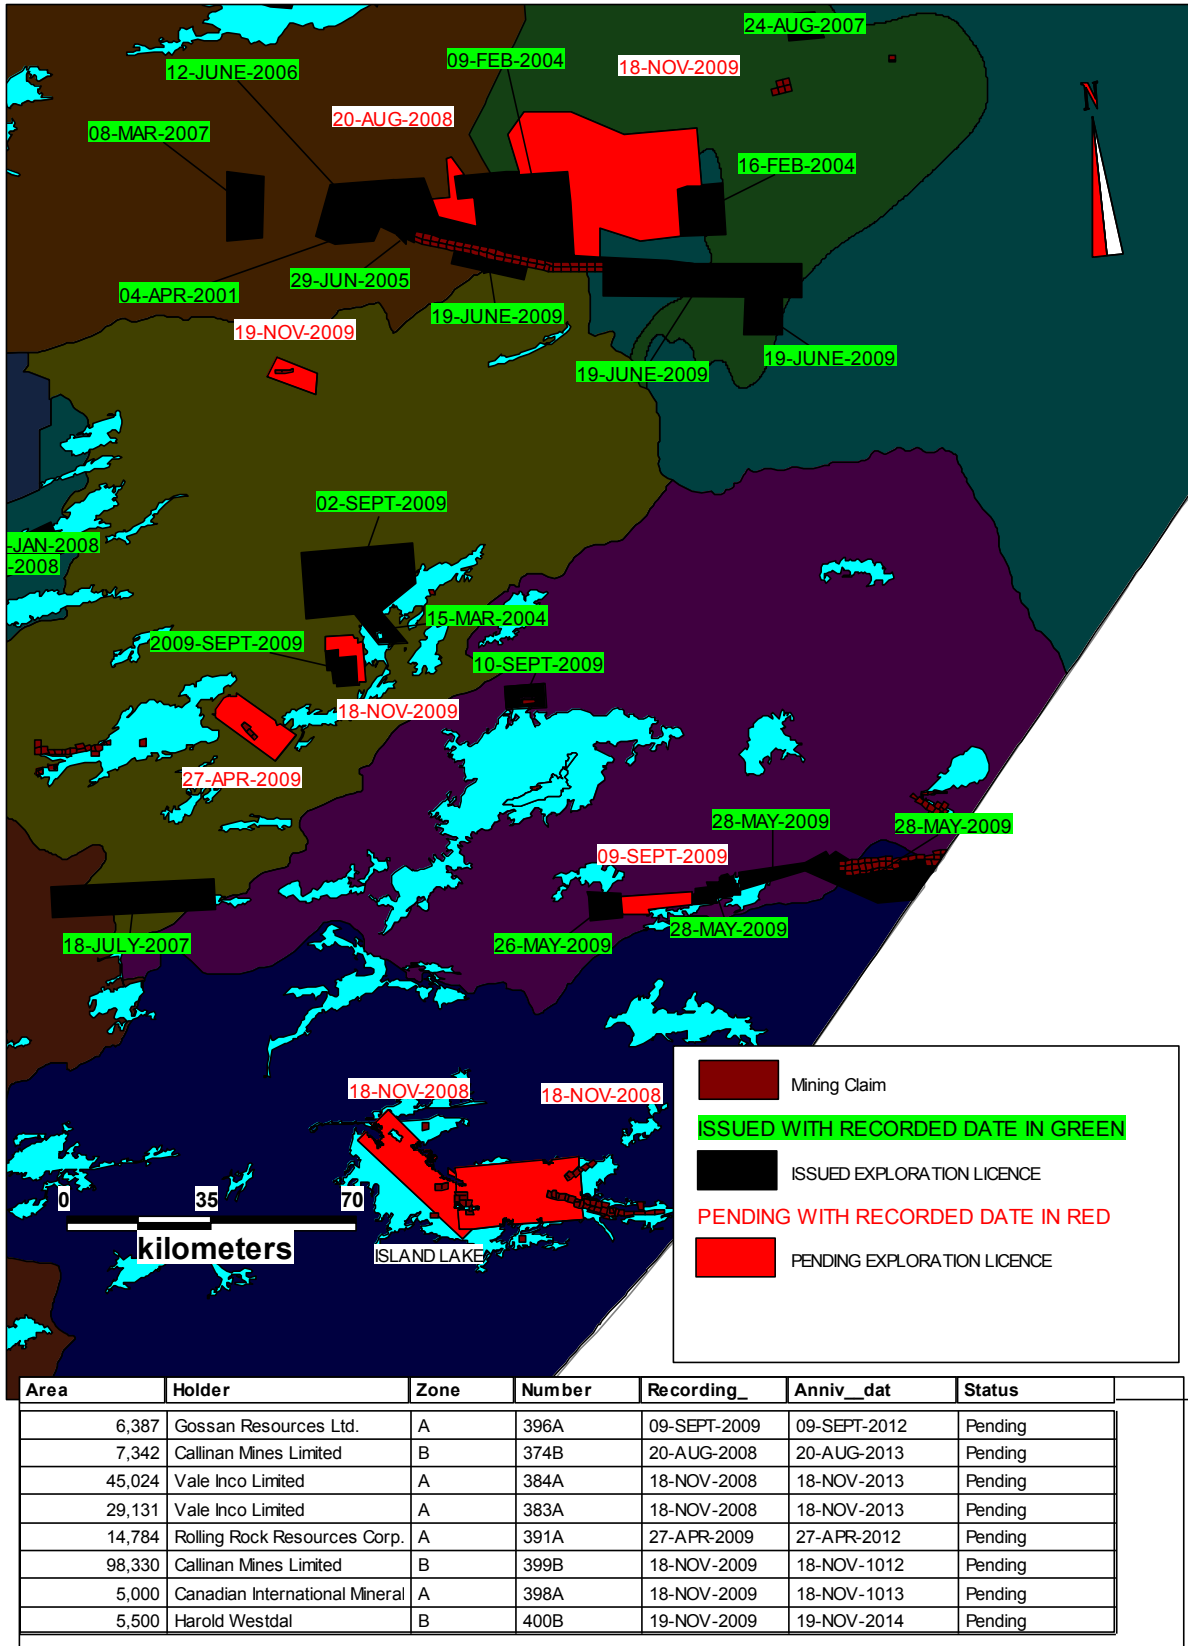 24-AUG-2007
09-FEB-2004
18-NOV-2009
12-JUNE-2006
N
20-AUG-2008
08-MAR-2007
16-FEB-2004
29-JUN-2005
04-APR-2001
19-JUNE-2009
19-NOV-2009
19-JUNE-2009
19-JUNE-2009
02-SEPT-2009
-JAN-2008
-2008
15-MAR-2004
2009-SEPT-2009
10-SEPT-2009
18-NOV-2009
27-APR-2009
28-MAY-2009
28-MAY-2009
09-SEPT-2009
28-MAY-2009
18-JULY-2007
26-MAY-2009
18-NOV-2008
18-NOV-2008
Mining Claim
ISSUED WITH RECORDED DATE IN GREEN
ISSUED EXPLORATION LICENCE
PENDING WITH RECORDED DATE IN RED
PENDING EXPLORATION LICENCE
0 35 70
kilometers
ISLAND LAKE
Area Holder Zone Number Recording_ Anniv__dat Status
6,387 Gossan Resources Ltd. A 396A 09-SEPT-2009 09-SEPT-2012 Pending
7,342 Callinan Mines Limited B 374B 20-AUG-2008 20-AUG-2013 Pending
45,024 Vale Inco Limited A 384A 18-NOV-2008 18-NOV-2013 Pending
29,131 Vale Inco Limited A 383A 18-NOV-2008 18-NOV-2013 Pending
14,784 Rolling Rock Resources Corp. A 391A 27-APR-2009 27-APR-2012 Pending
98,330 Callinan Mines Limited B 399B 18-NOV-2009 18-NOV-1012 Pending
5,000 Canadian International Mineral A 398A 18-NOV-2009 18-NOV-1013 Pending
5,500 Harold Westdal B 400B 19-NOV-2009 19-NOV-2014 Pending